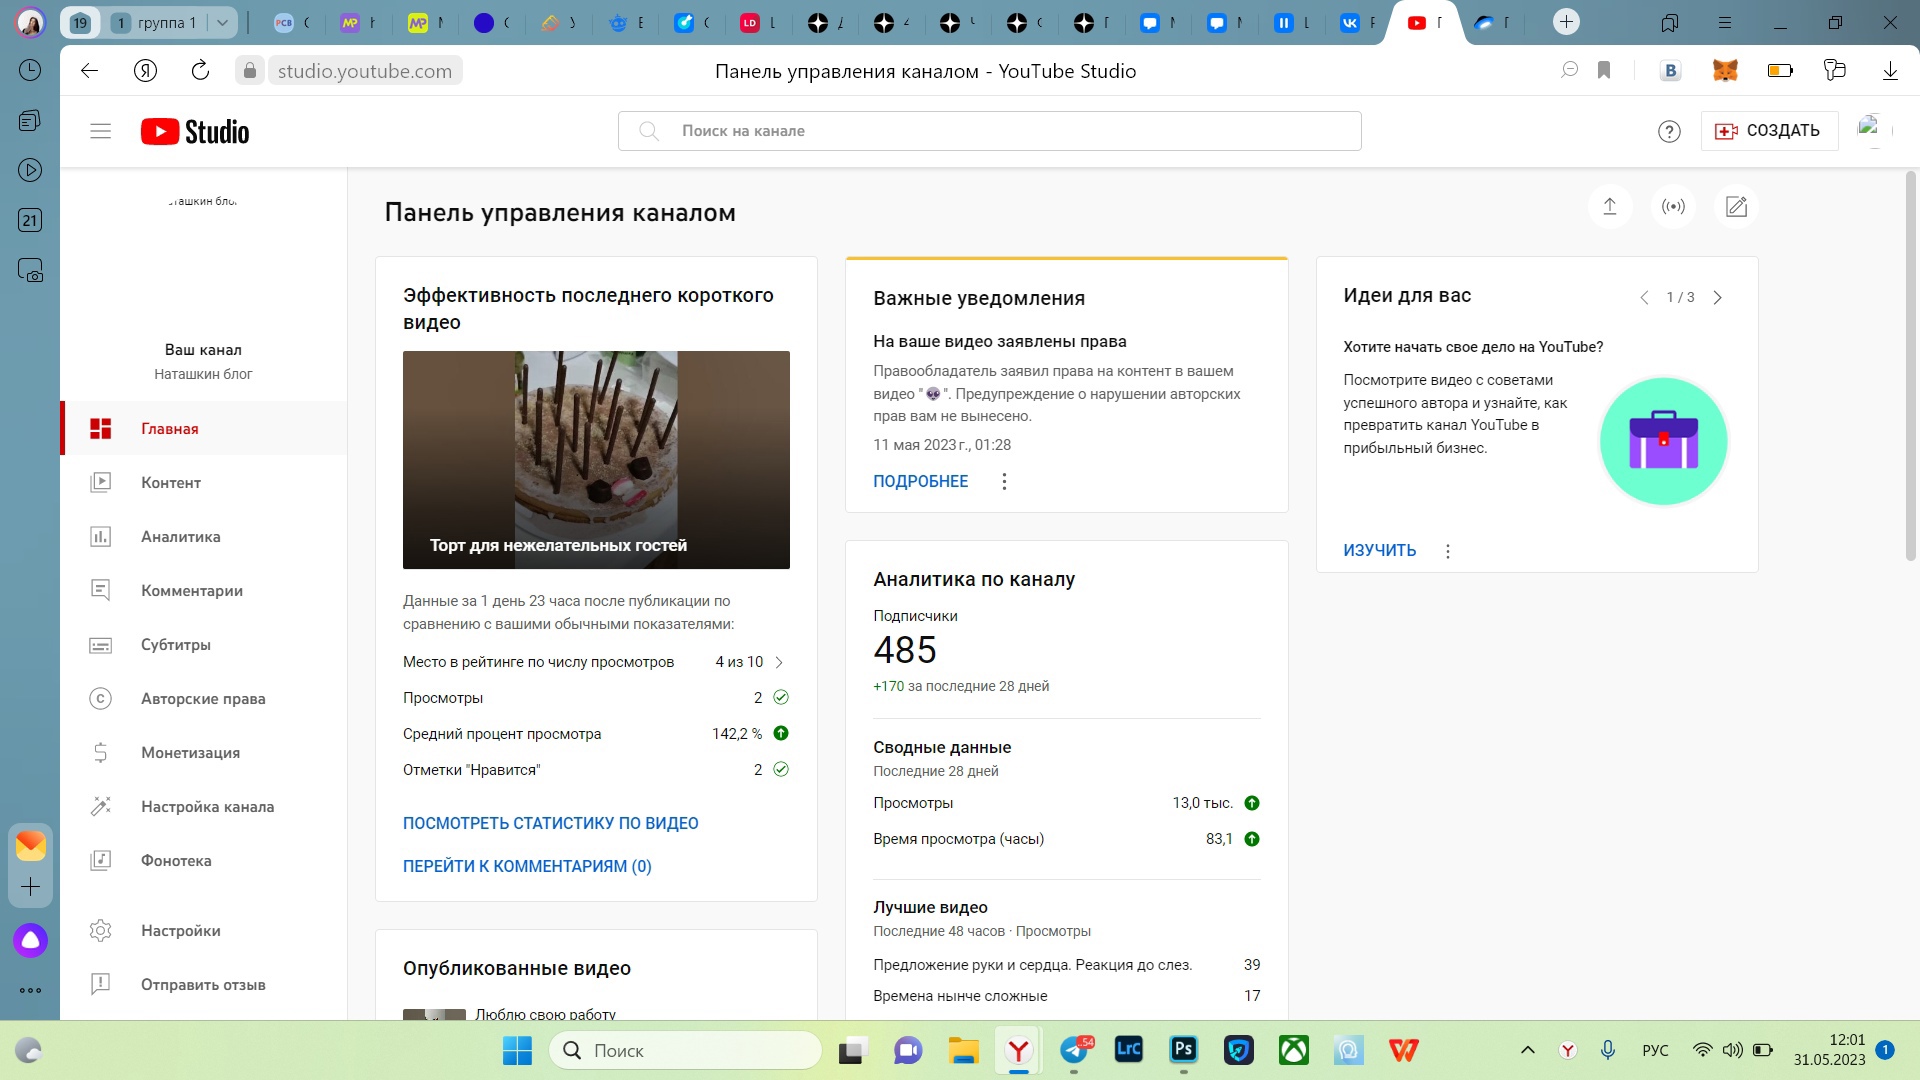 19
1
группа 1
studio.youtube.com
Панель управления каналом - YouTube Studio
B
21
Studio
Поиск на канале
СОЗДАТЬ
Ваш канал
Наташкин блог
Главная
Контент
Аналитика
Комментарии
Субтитры
Авторские права
Монетизация
Настройка канала
Фонотека
Настройки
Отправить отзыв
Панель управления каналом
Эффективность последнего короткого
видео
Торт для нежелательных гостей
Данные за 1 день 23 часа после публикации по
сравнению с вашими обычными показателями:
Место в рейтинге по числу просмотров 4 из 10
Просмотры 2
Средний процент просмотра 142,2 %
Отметки "Нравится" 2
ПОСМОТРЕТЬ СТАТИСТИКУ ПО ВИДЕО
ПЕРЕЙТИ К КОММЕНТАРИЯМ (0)
Опубликованные видео
Люблю свою работу
Важные уведомления
На ваше видео заявлены права
Правообладатель заявил права на контент в вашем
видео "👽". Предупреждение о нарушении авторских
прав вам не вынесено.
11 мая 2023 г., 01:28
ПОДРОБНЕЕ
Аналитика по каналу
Подписчики
485
+170 за последние 28 дней
Сводные данные
Последние 28 дней
Просмотры 13,0 тыс.
Время просмотра (часы) 83,1
Лучшие видео
Последние 48 часов · Просмотры
Предложение руки и сердца. Реакция до слез. 39
Времена нынче сложные 17
Идеи для вас
1 / 3
Хотите начать свое дело на YouTube?
Посмотрите видео с советами
успешного автора и узнайте, как
превратить канал YouTube в
прибыльный бизнес.
ИЗУЧИТЬ
Поиск
..54
LrC
Ps
РУС
12:01
31.05.2023
1